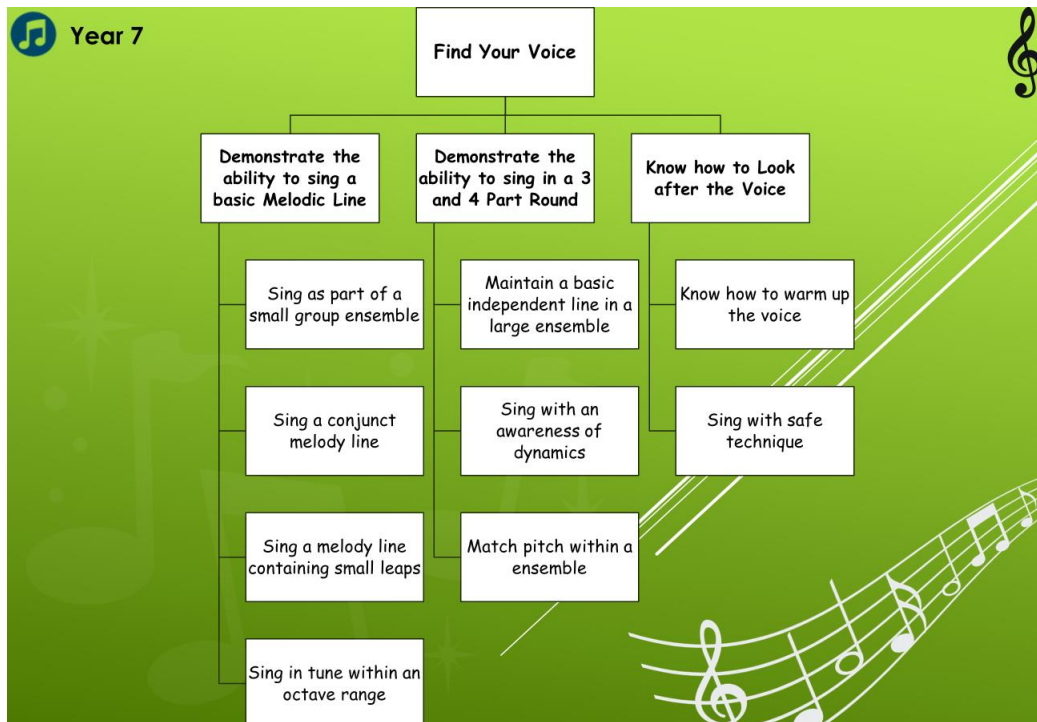 Year 7
Find Your Voice
Demonstrate the
ability to sing a
basic Melodic Line
Sing as part of a
small group ensemble
Sing a conjunct
melody line
Sing a melody line
containing small leaps
Sing in tune within an
octave range
Demonstrate the
ability to sing in a 3
and 4 Part Round
Maintain a basic
independent line in a
large ensemble
Sing with an
awareness of
dynamics
Match pitch within a
ensemble
Know how to Look
after the Voice
Know how to warm up
the voice
Sing with safe
technique